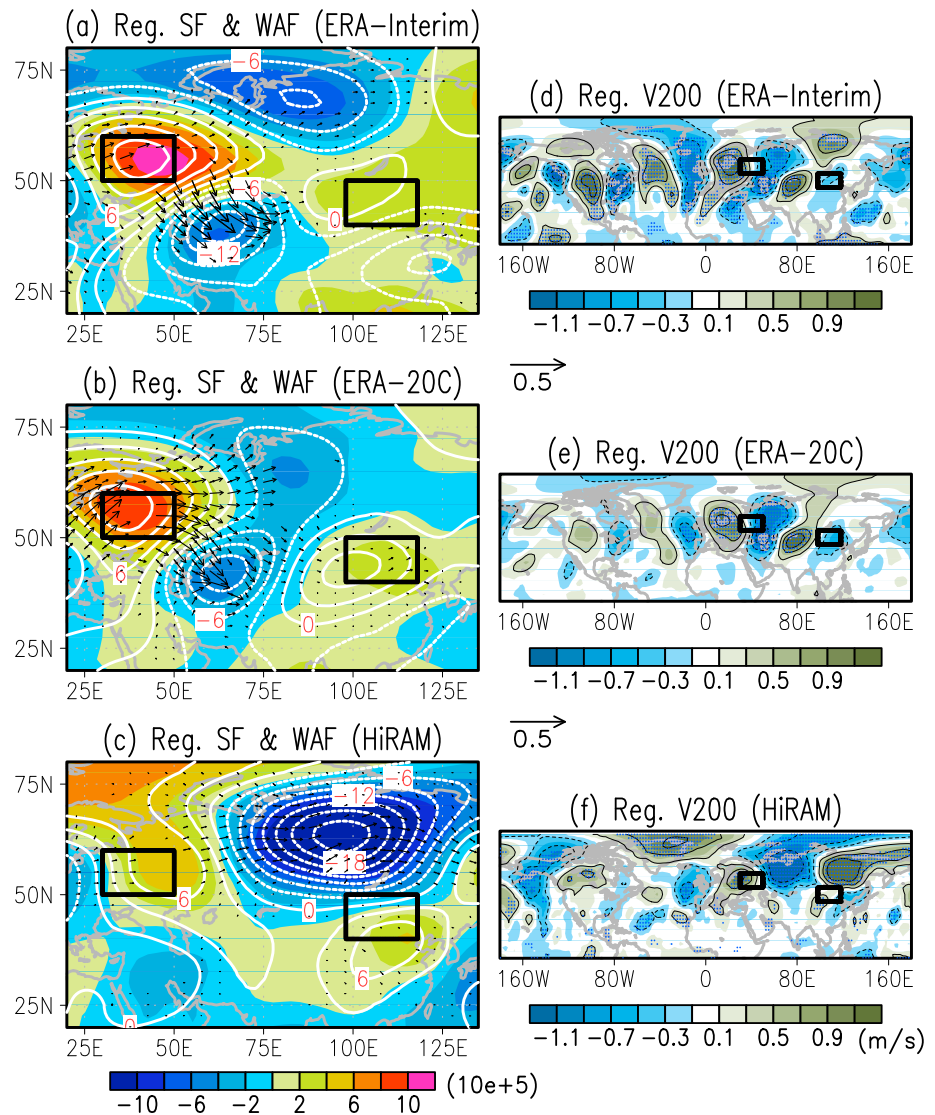 (a) Reg. SF & WAF (ERA−Interim)
75N
50N
25N
−6
−6
6
0
−12
25E 50E 75E 100E 125E
(d) Reg. V200 (ERA−Interim)
160W 80W 0 80E 160E
−1.1 −0.7 −0.3 0.1 0.5 0.9
0.5
(b) Reg. SF & WAF (ERA−20C)
75N
50N
25N
6
−6
0
25E 50E 75E 100E 125E
(e) Reg. V200 (ERA−20C)
160W 80W 0 80E 160E
−1.1 −0.7 −0.3 0.1 0.5 0.9
0.5
(c) Reg. SF & WAF (HiRAM)
75N
50N
25N
−6
−12
−18
6
0
6
0
25E 50E 75E 100E 125E
(f) Reg. V200 (HiRAM)
160W 80W 0 80E 160E
−1.1 −0.7 −0.3 0.1 0.5 0.9 (m/s)
−10 −6 −2 2 6 10 (10e+5)